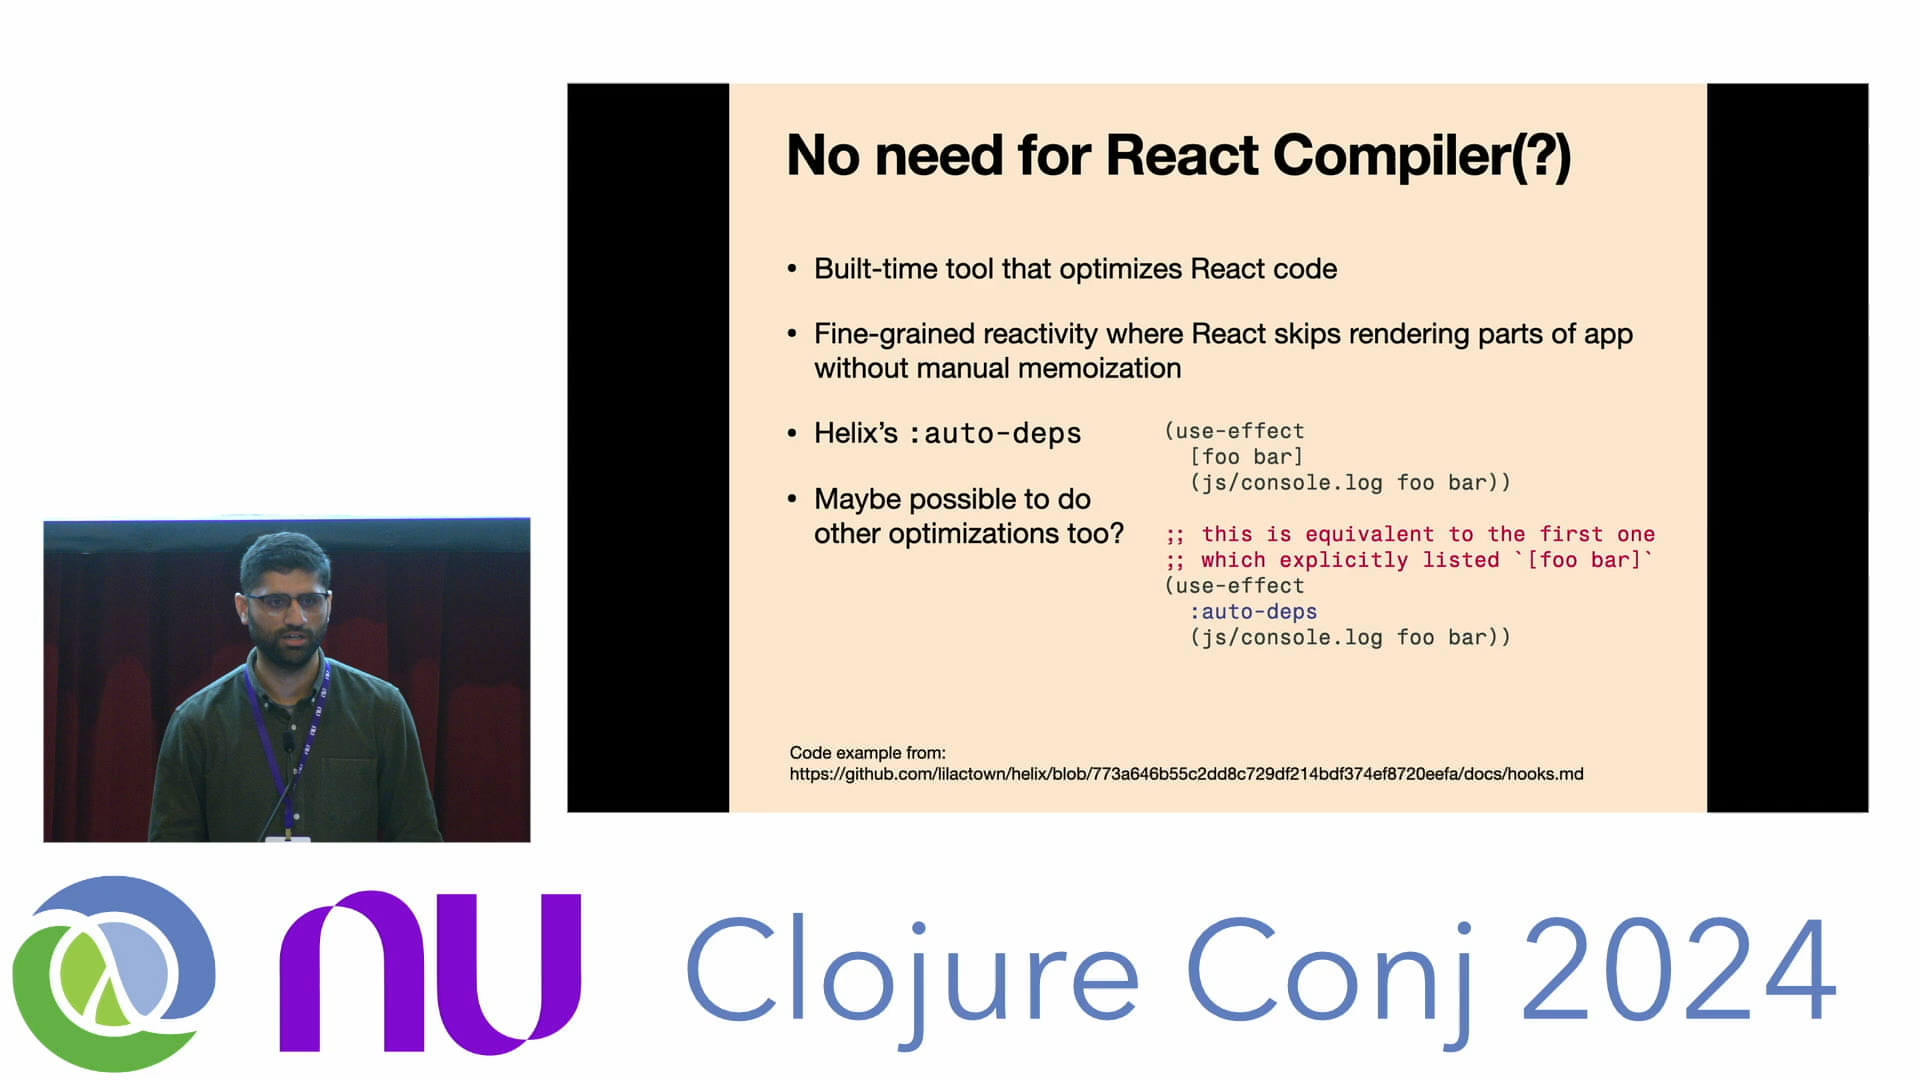 No need for React Compiler(?)
• Built-time tool that optimizes React code
• Fine-grained reactivity where React skips rendering parts of app
without manual memoization
• Helix’s :auto-deps
• Maybe possible to do
other optimizations too?
(use-effect
[foo bar]
(js/console.log foo bar))
;; this is equivalent to the first one
;; which explicitly listed `[foo bar]`
(use-effect
:auto-deps
(js/console.log foo bar))
Code example from:
https://github.com/lilactown/helix/blob/773a646b55c2dd8c729df214bdf374ef8720eefa/docs/hooks.md
nu
Clojure Conj 2024